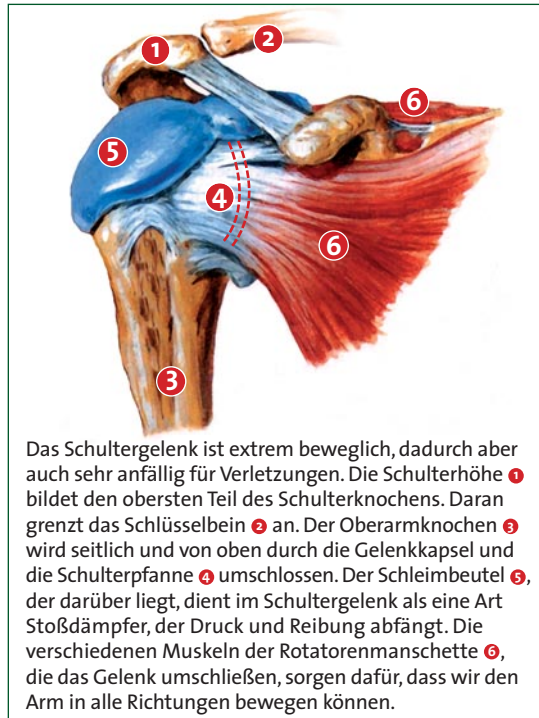 1
2
6
5
4
6
3
Das Schultergelenk ist extrem beweglich, dadurch aber
auch sehr anfällig für Verletzungen. Die Schulterhöhe 1
bildet den obersten Teil des Schulterknochens. Daran
grenzt das Schlüsselbein 2 an. Der Oberarmknochen 3
wird seitlich und von oben durch die Gelenkkapsel und
die Schulterpfanne 4 umschlossen. Der Schleimbeutel 5,
der darüber liegt, dient im Schultergelenk als eine Art
Stoßdämpfer, der Druck und Reibung abfängt. Die
verschiedenen Muskeln der Rotatorenmanschette 6,
die das Gelenk umschließen, sorgen dafür, dass wir den
Arm in alle Richtungen bewegen können.